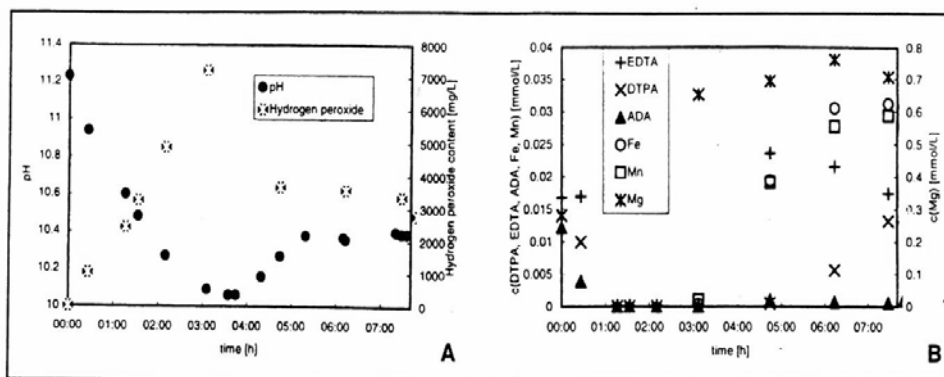 11.4
11.2
11
10.8
10.6
10.4
10.2
10
pH
8000
7000
6000
5000
4000
3000
2000
1000
0
Hydrogen peroxide content [mg/L]
pH
Hydrogen peroxide
00:00 01:00 02:00 03:00 04:00 05:00 06:00 07:00
time [h]
A
0.04
0.035
0.03
0.025
0.02
0.015
0.01
0.005
0
c(DTPA, EDTA, ADA, Fe, Mn) [mmol/L]
EDTA
DTPA
ADA
Fe
Mn
Mg
0.8
0.7
0.6
0.5
0.4
0.3
0.2
0.1
0
c(Mg) [mmol/L]
00:00 01:00 02:00 03:00 04:00 05:00 06:00 07:00
time [h]
B